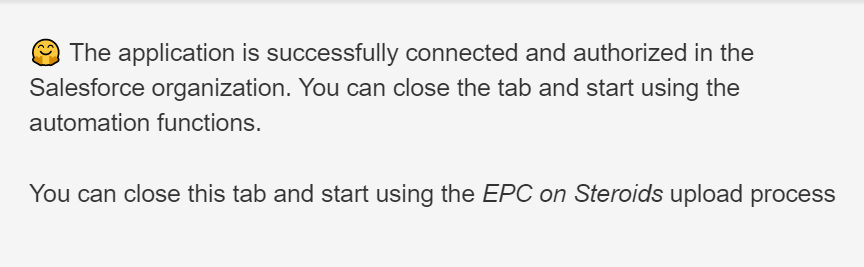 🤗 The application is successfully connected and authorized in the
Salesforce organization. You can close the tab and start using the
automation functions.
You can close this tab and start using the EPC on Steroids upload process